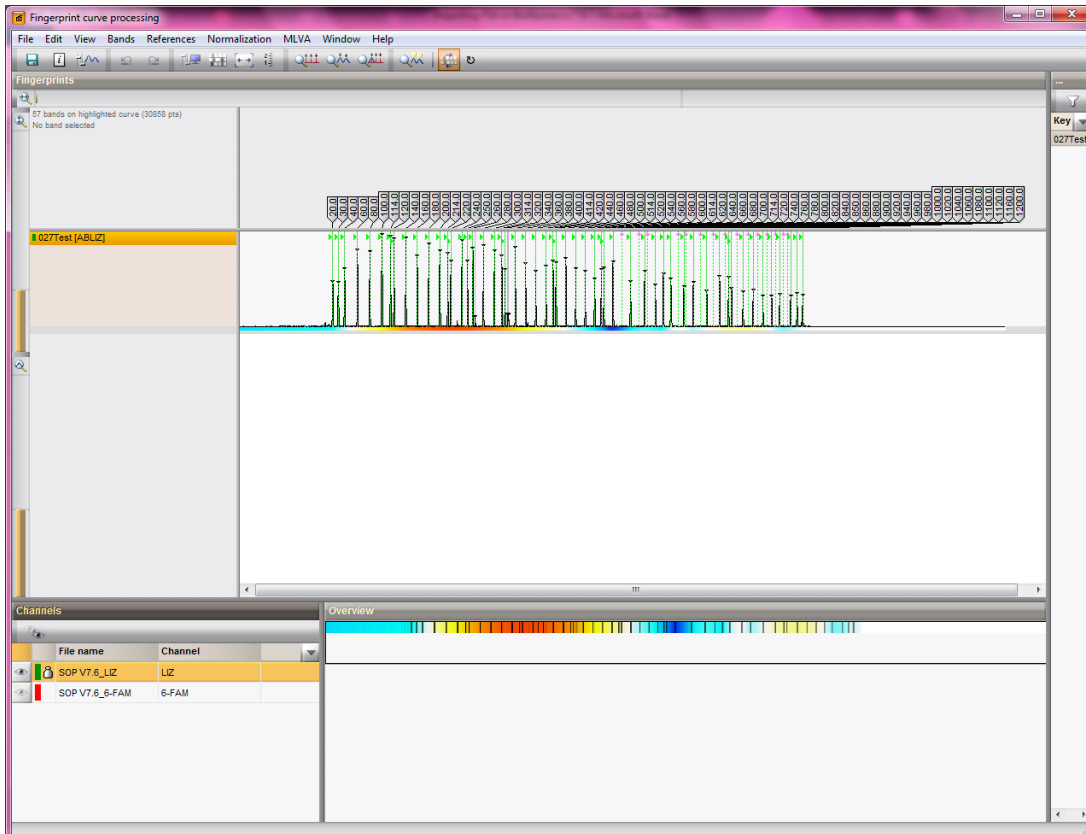 Fingerprint curve processing
File Edit View Bands References Normalization MLVA Window Help
Fingerprints
57 bands on highlighted curve (30858 pts)
No band selected
Key
027Test
20.0 30.0 40.0 60.0 80.0 100.0 114.0 120.0 140.0 160.0 180.0 200.0 214.0 220.0 240.0 250.0 260.0 280.0 300.0 314.0 320.0 340.0 360.0 380.0 400.0 414.0 420.0 440.0 460.0 480.0 500.0 514.0 520.0 540.0 560.0 580.0 600.0 614.0 620.0 640.0 660.0 680.0 700.0 714.0 720.0 740.0 760.0 780.0 800.0 820.0 840.0 850.0 860.0 880.0 900.0 920.0 940.0 960.0 980.0 1000.0 1020.0 1040.0 1060.0 1080.0 1100.0 1120.0 1160.0 1200.0
027Test [ABLIZ]
Channels
Overview
File name Channel
SOP V7.6_LIZ LIZ
SOP V7.6_6-FAM 6-FAM